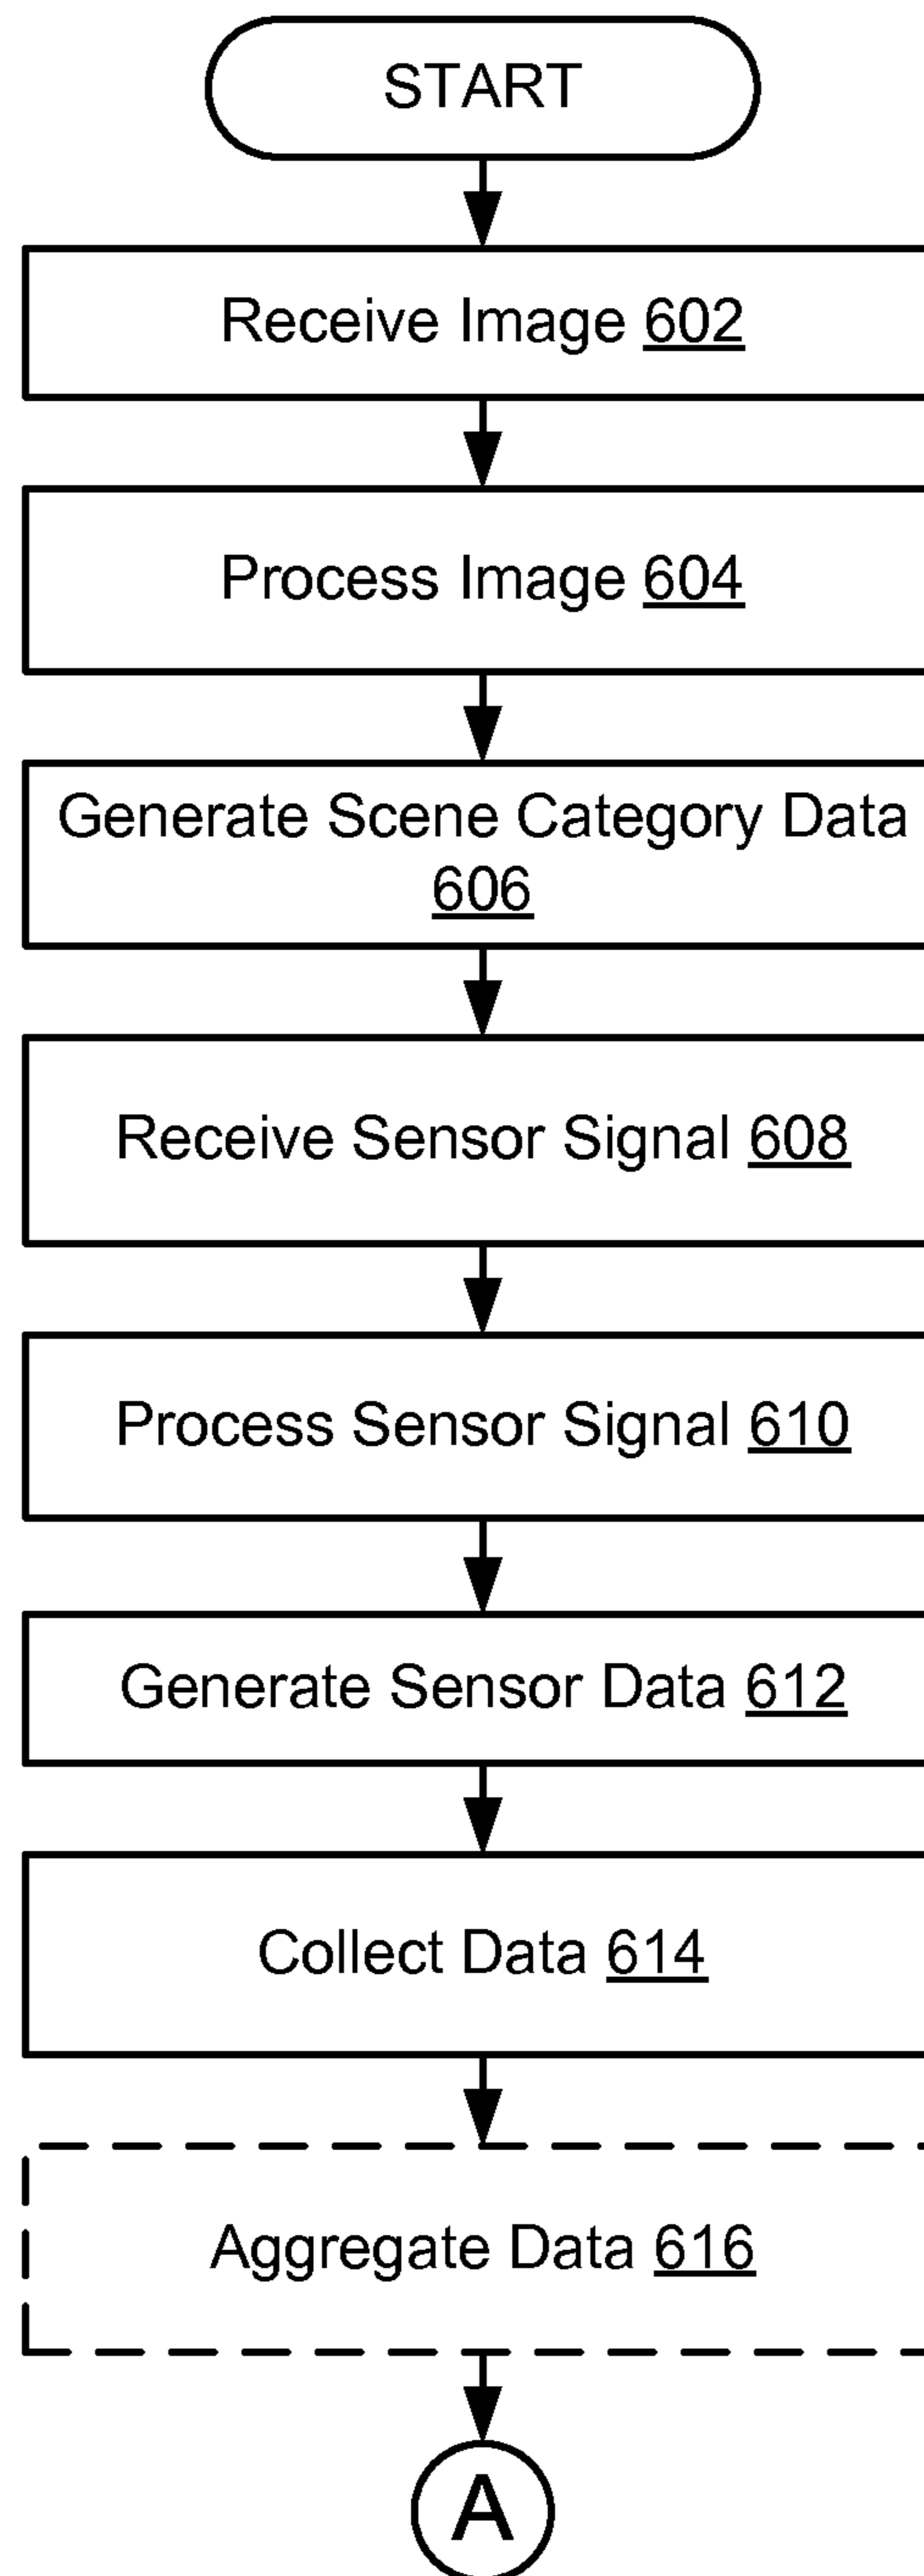 START
Receive Image 602
Process Image 604
Generate Scene Category Data
606
Receive Sensor Signal 608
Process Sensor Signal 610
Generate Sensor Data 612
Collect Data 614
Aggregate Data 616
A